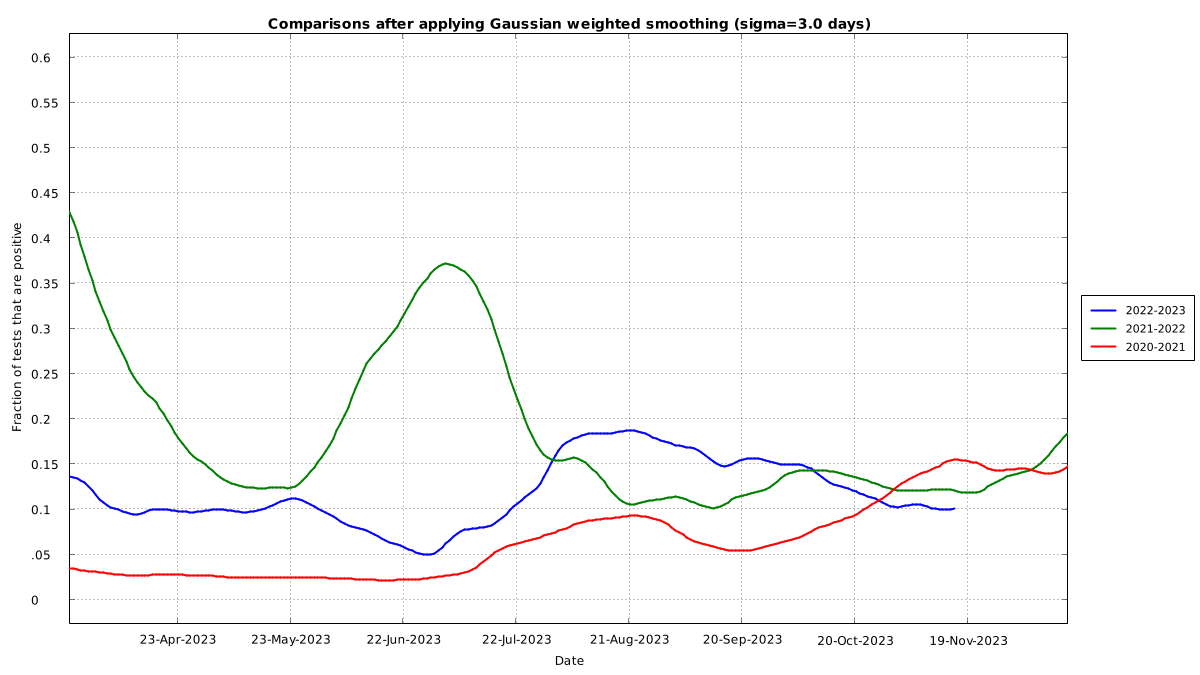 Comparisons after applying Gaussian weighted smoothing (sigma=3.0 days)
0.6
0.55
0.5
0.45
0.4
0.35
0.3
0.25
0.2
0.15
0.1
.05
0
Fraction of tests that are positive
23-Apr-2023
23-May-2023
22-Jun-2023
22-Jul-2023
21-Aug-2023
20-Sep-2023
20-Oct-2023
19-Nov-2023
Date
2022-2023
2021-2022
2020-2021